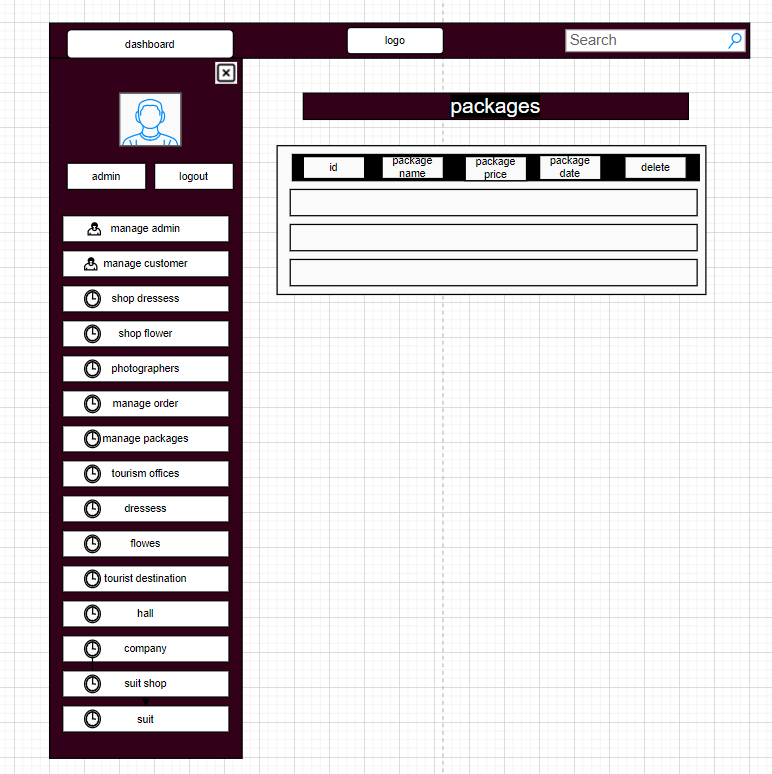 dashboard
logo
Search
packages
admin
logout
id
package
name
package
price
package
date
delete
manage admin
manage customer
shop dressess
shop flower
photographers
manage order
manage packages
tourism offices
dressess
flowes
tourist destination
hall
company
suit shop
suit